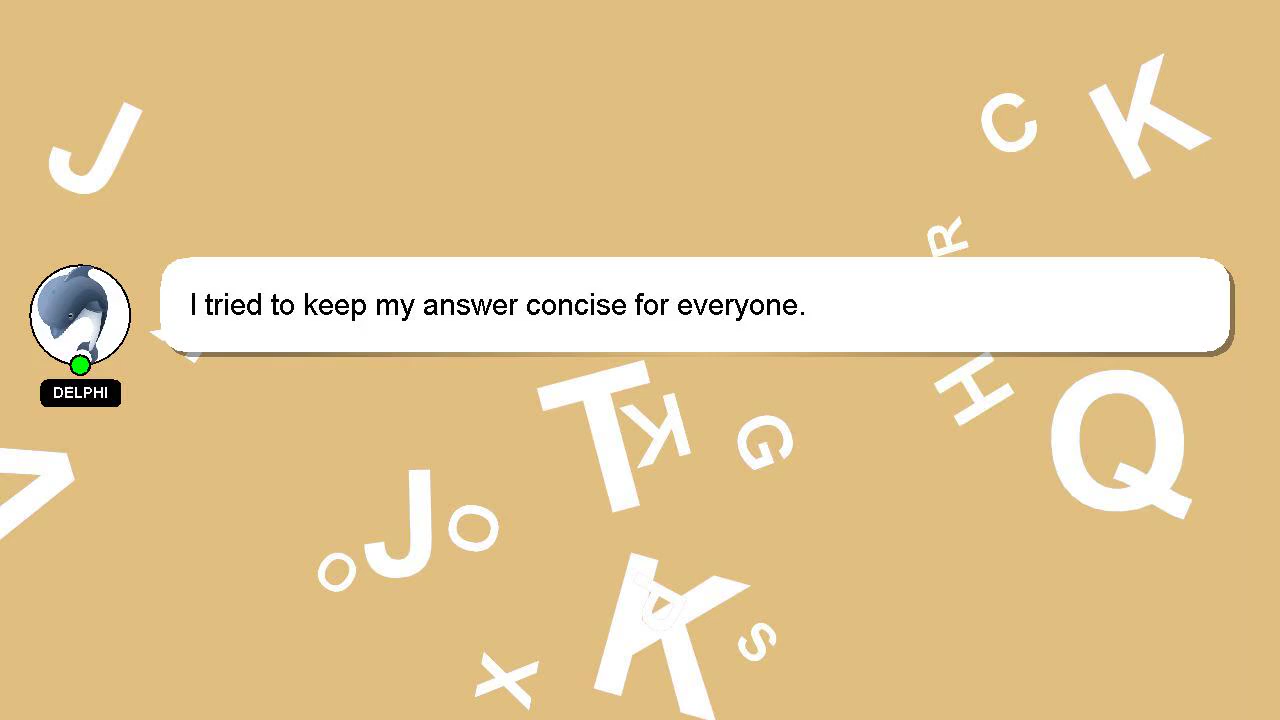 J
C
K
R
I tried to keep my answer concise for everyone.
DELPHI
H
T
K
G
Q
J
O
O
K
S
X